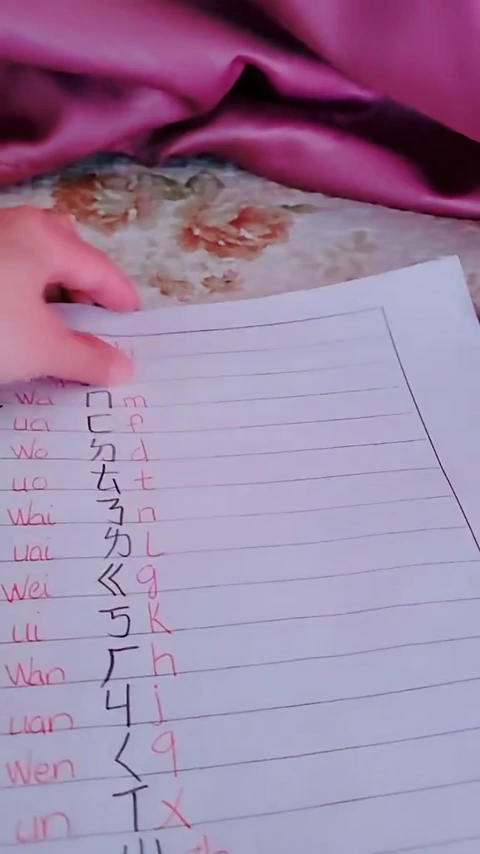 wa ㄇ m
ua ㄈ f
wo ㄉ d
uo ㄊ t
wai ㄋ n
uai ㄌ L
wei ㄍ g
ui ㄎ k
wan ㄏ h
uan ㄐ j
wen ㄑ q
un ㄒ x